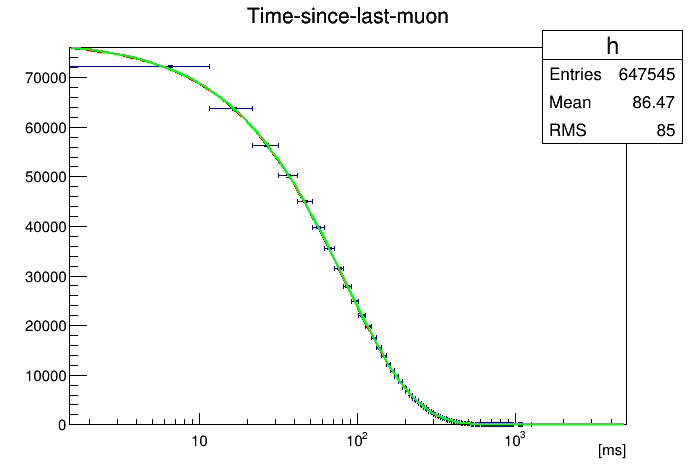 Time-since-last-muon
h
Entries 647545
Mean 86.47
RMS 85
70000
60000
50000
40000
30000
20000
10000
0
10 10² 10³
[ms]